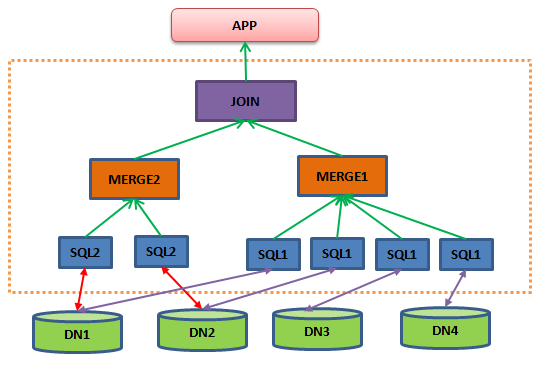 APP
JOIN
MERGE2
MERGE1
SQL2
SQL2
SQL1
SQL1
SQL1
SQL1
DN1
DN2
DN3
DN4